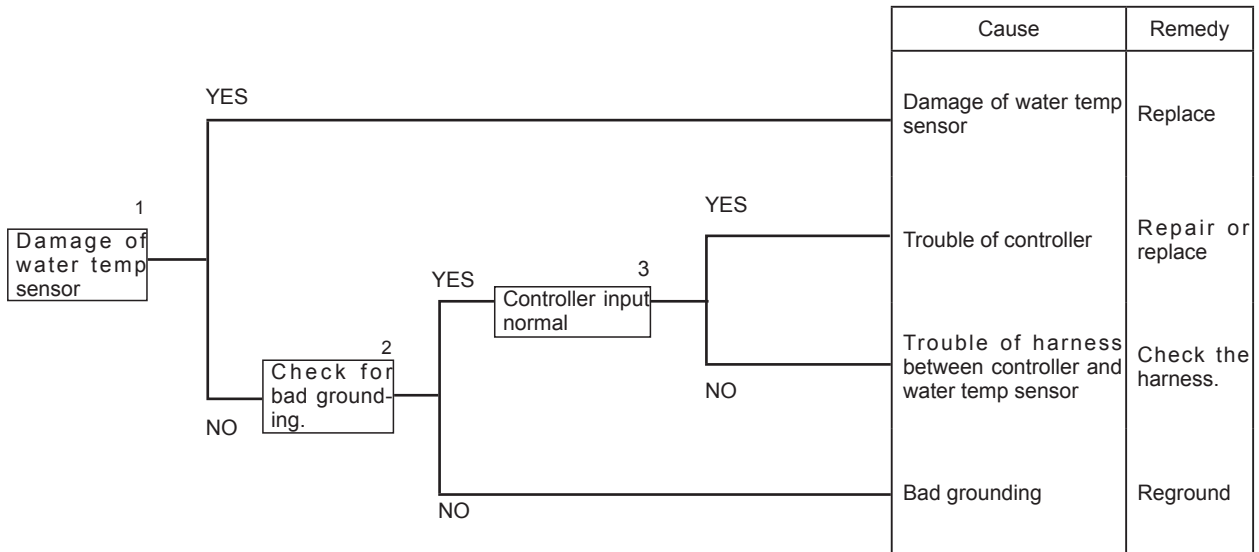 Cause
Remedy
YES
Damage of water temp
sensor
Replace
1
Damage of
water temp
sensor
YES
Trouble of controller
Repair or
replace
YES
3
Controller input
normal
2
Check for
bad ground-
ing.
NO
NO
Trouble of harness
between controller and
water temp sensor
Check the
harness.
NO
Bad grounding
Reground